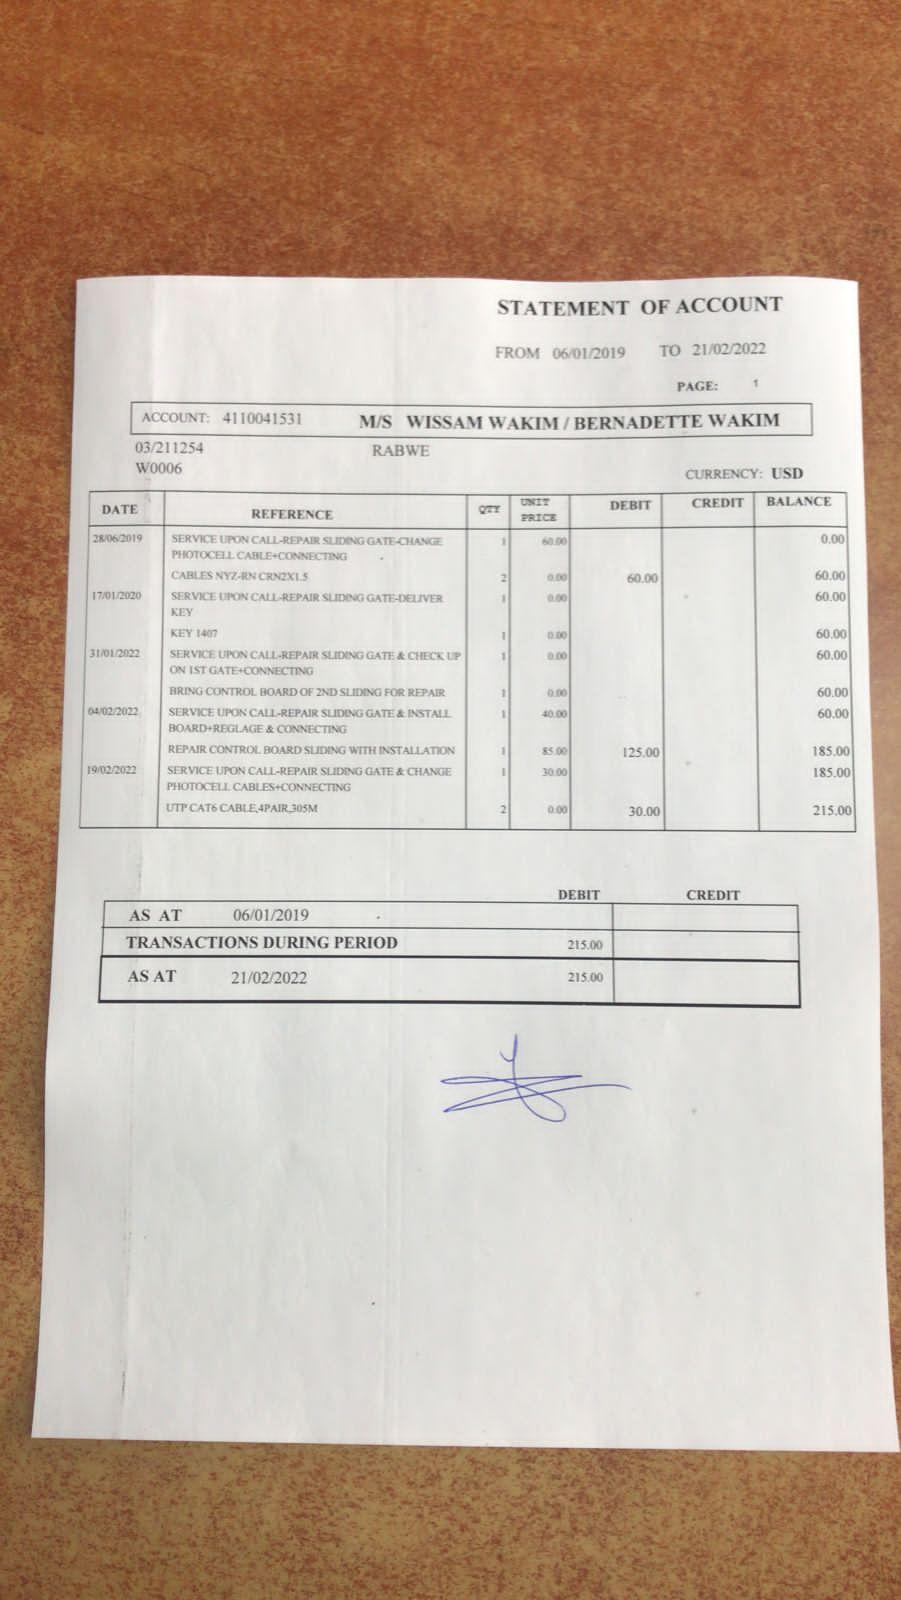 STATEMENT OF ACCOUNT
FROM 06/01/2019 TO 21/02/2022
PAGE: 1
ACCOUNT: 4110041531 M/S WISSAM WAKIM / BERNADETTE WAKIM
03/211254 RABWE
W0006
CURRENCY: USD
DATE REFERENCE QTY UNIT PRICE DEBIT CREDIT BALANCE
28/06/2019 SERVICE UPON CALL-REPAIR SLIDING GATE-CHANGE 1 60.00 0.00
PHOTOCELL CABLE+CONNECTING
CABLES NYZ-RN CRN2X1.5 2 0.00 60.00 60.00
17/01/2020 SERVICE UPON CALL-REPAIR SLIDING GATE-DELIVER 1 0.00 60.00
KEY
KEY 1407 1 0.00 60.00
31/01/2022 SERVICE UPON CALL-REPAIR SLIDING GATE & CHECK UP 1 0.00 60.00
ON 1ST GATE+CONNECTING
BRING CONTROL BOARD OF 2ND SLIDING FOR REPAIR 1 0.00 60.00
04/02/2022 SERVICE UPON CALL-REPAIR SLIDING GATE & INSTALL 1 40.00 60.00
BOARD+REGLAGE & CONNECTING
REPAIR CONTROL BOARD SLIDING WITH INSTALLATION 1 85.00 125.00 185.00
19/02/2022 SERVICE UPON CALL-REPAIR SLIDING GATE & CHANGE 1 30.00 185.00
PHOTOCELL CABLES+CONNECTING
UTP CAT6 CABLE,4PAIR,305M 2 0.00 30.00 215.00
DEBIT CREDIT
AS AT 06/01/2019
TRANSACTIONS DURING PERIOD 215.00
AS AT 21/02/2022 215.00